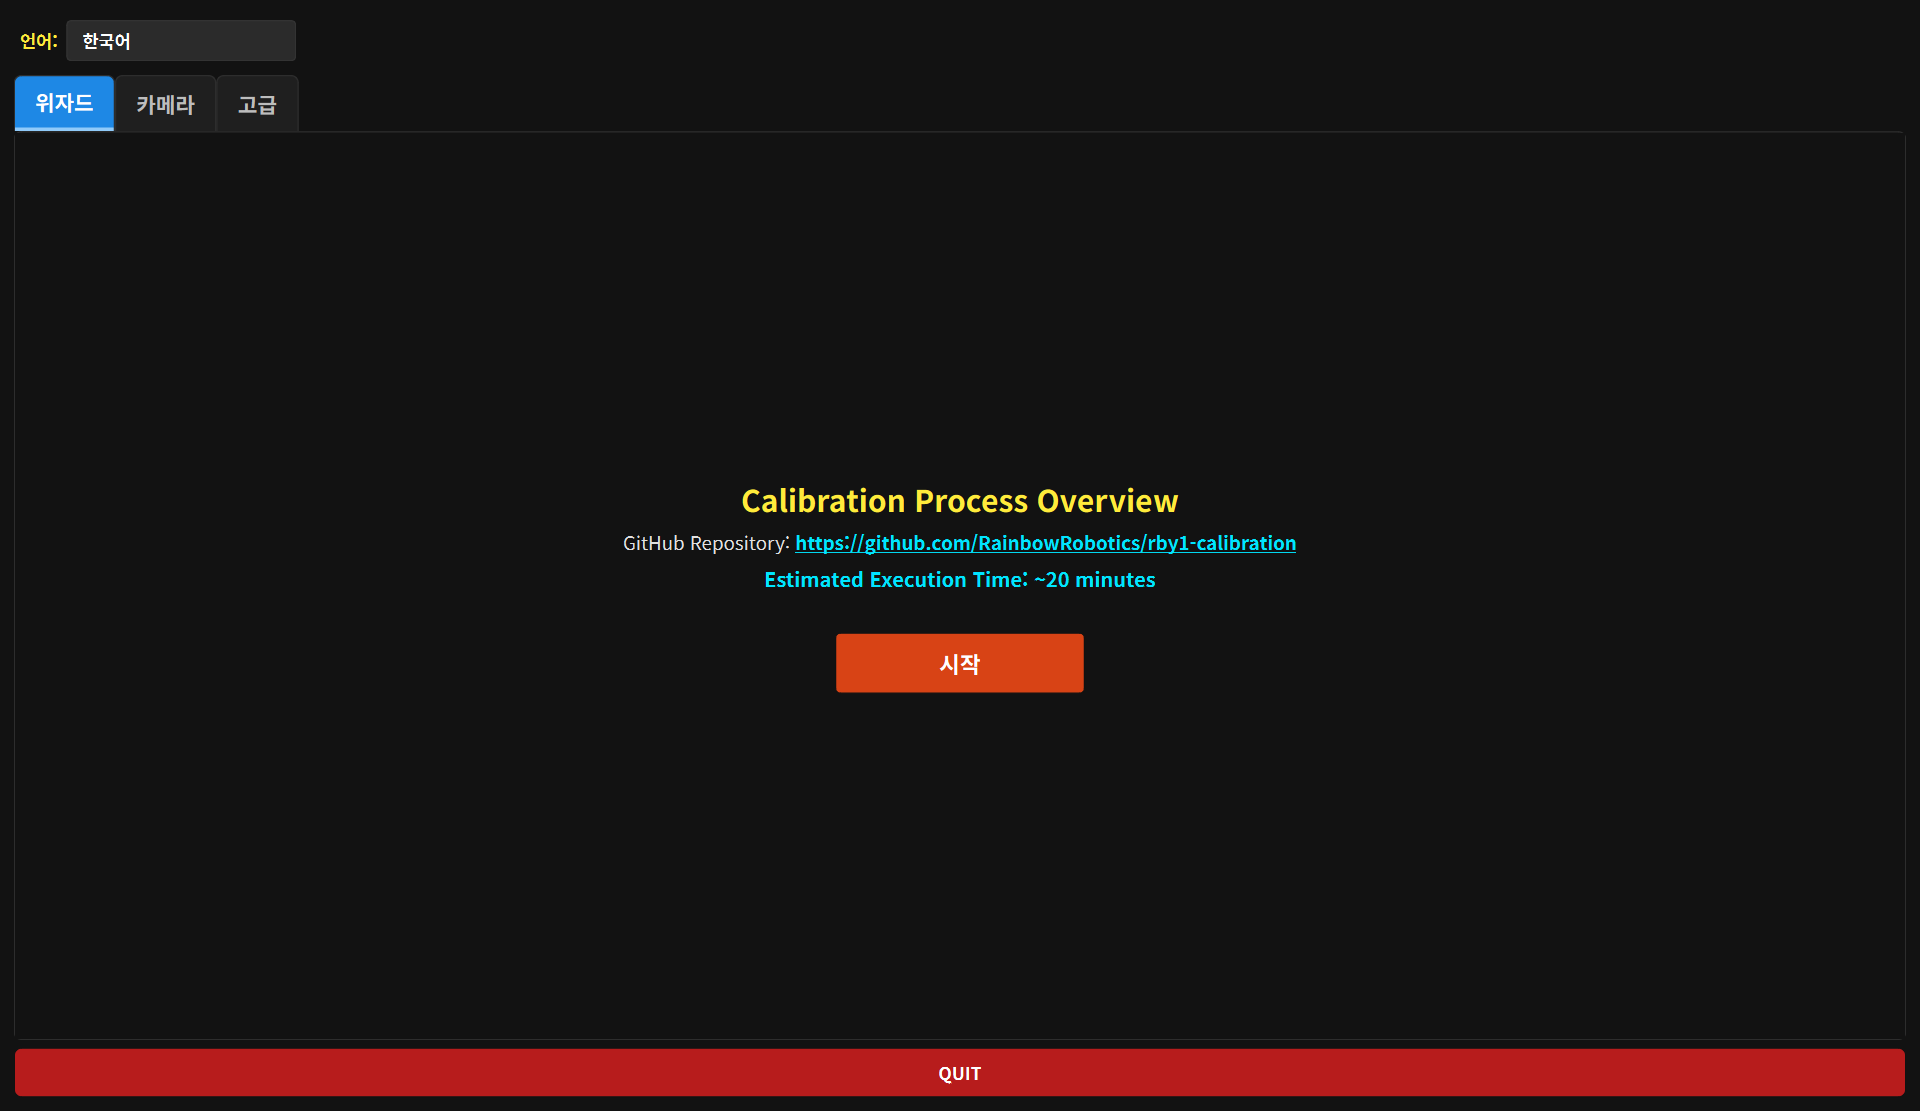 언어: 한국어
위자드 카메라 고급
Calibration Process Overview
GitHub Repository: https://github.com/RainbowRobotics/rby1-calibration
Estimated Execution Time: ~20 minutes
시작
QUIT